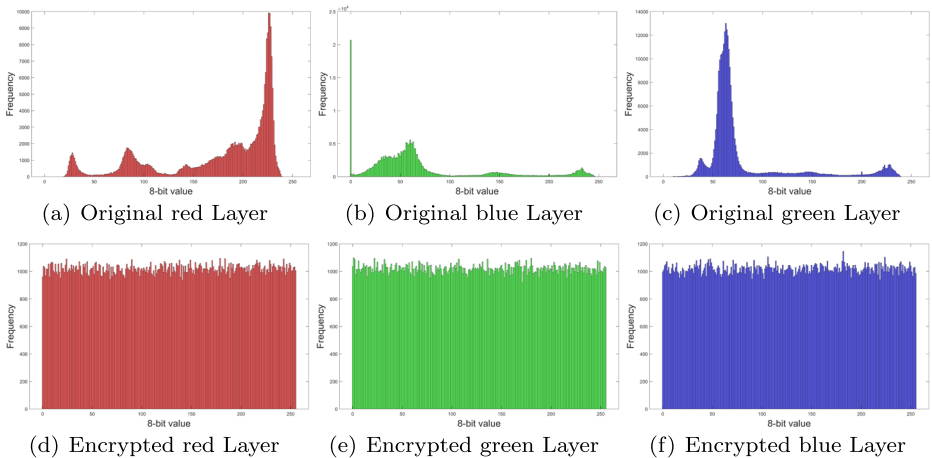 ×10⁴
10000
9000
8000
7000
6000
5000
4000
3000
2000
1000
0
Frequency
0 50 100 150 200 250
8-bit value
(a) Original red Layer
2.5
2
1.5
1
0.5
0
Frequency
0 50 100 150 200 250
8-bit value
(b) Original blue Layer
14000
12000
10000
8000
6000
4000
2000
0
Frequency
0 50 100 150 200 250
8-bit value
(c) Original green Layer
1200
1000
800
600
400
200
0
Frequency
0 50 100 150 200 250
8-bit value
(d) Encrypted red Layer
1200
1000
800
600
400
200
0
Frequency
0 50 100 150 200 250
8-bit value
(e) Encrypted green Layer
1200
1000
800
600
400
200
0
Frequency
0 50 100 150 200 250
8-bit value
(f) Encrypted blue Layer